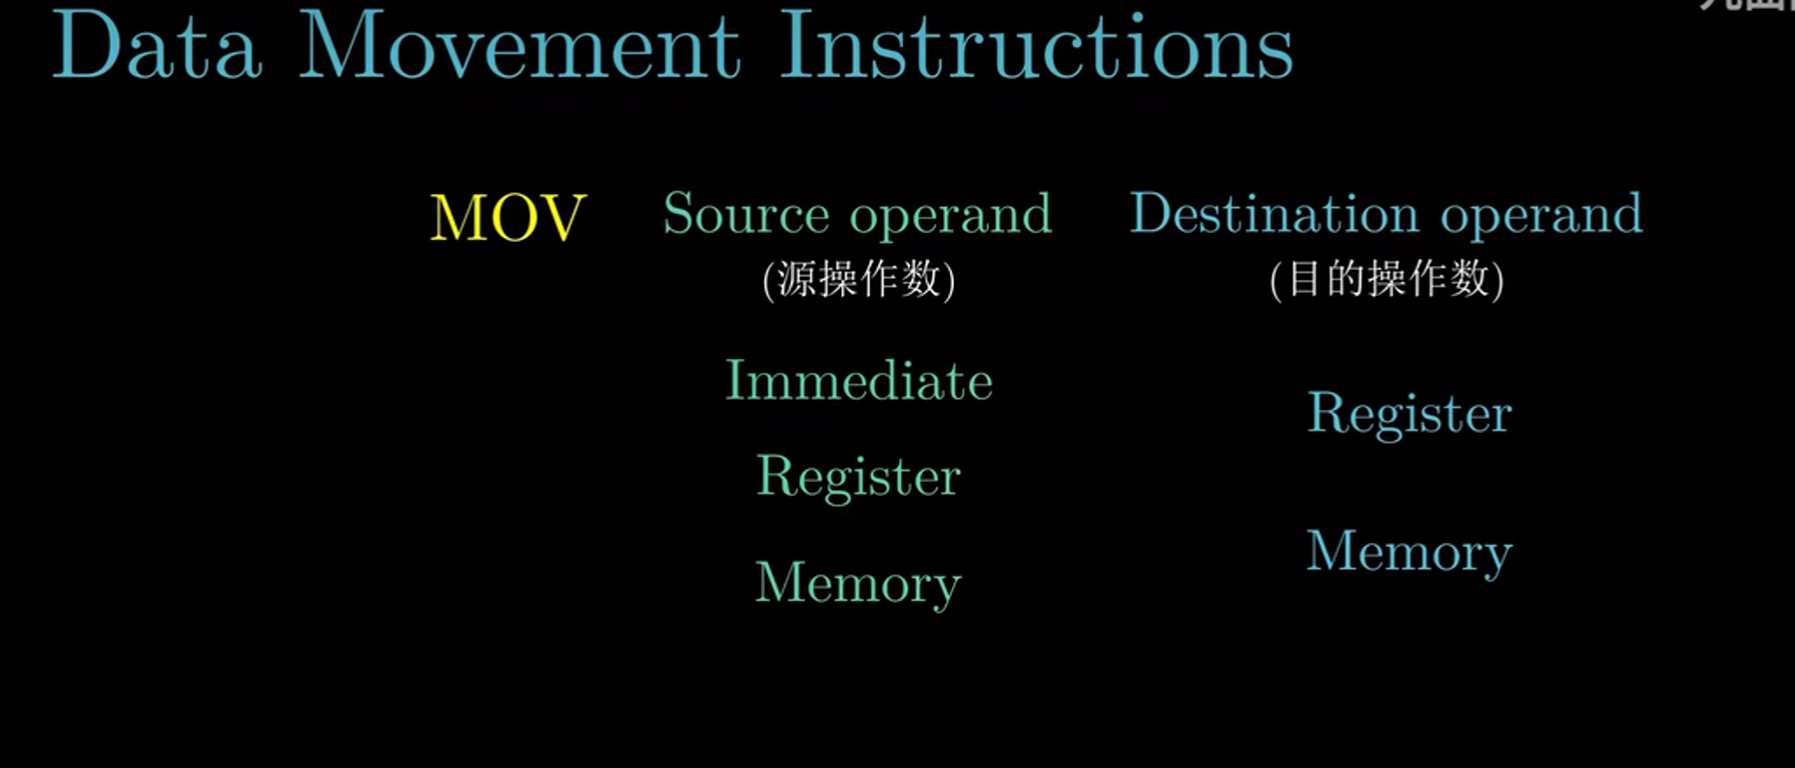 Data Movement Instructions
MOV Source operand Destination operand
(源操作数) (目的操作数)
Immediate
Register
Register
Memory
Memory